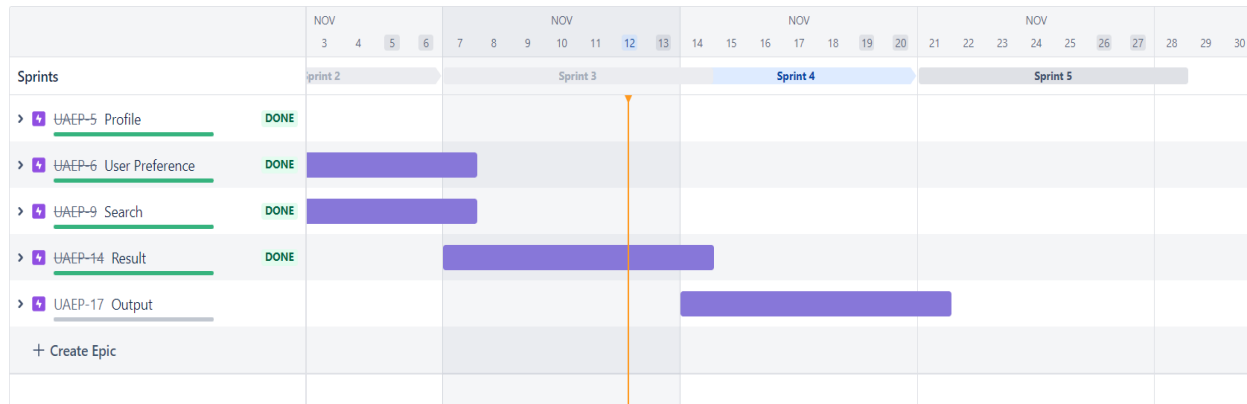 NOV NOV NOV NOV
3 4 5 6 7 8 9 10 11 12 13 14 15 16 17 18 19 20 21 22 23 24 25 26 27 28 29 30
Sprints print 2 Sprint 3 Sprint 4 Sprint 5
UAEP-5 Profile DONE
UAEP-6 User Preference DONE
UAEP-9 Search DONE
UAEP-14 Result DONE
UAEP-17 Output
+ Create Epic